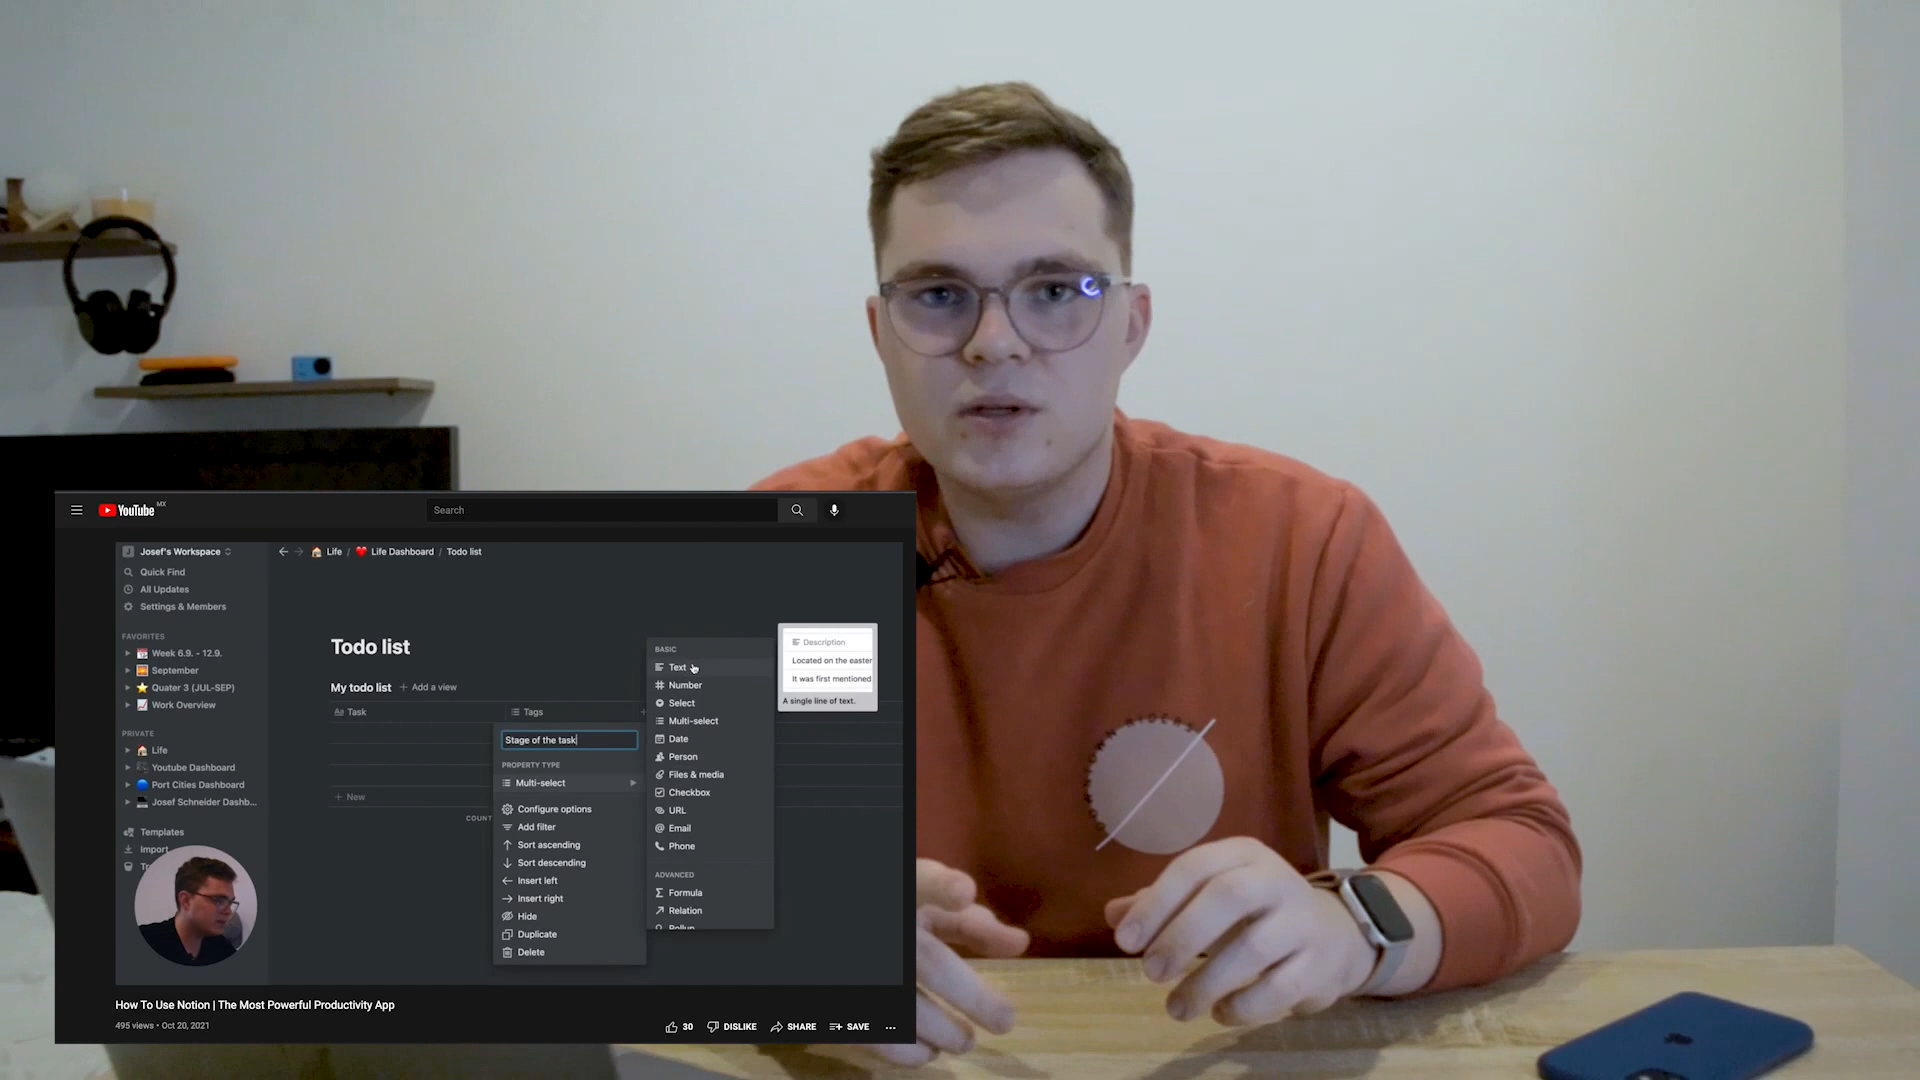 YouTube MX
Search
J Josef's Workspace
Quick Find
All Updates
Settings & Members
FAVORITES
Week 6.9. - 12.9.
September
Quater 3 (JUL-SEP)
Work Overview
PRIVATE
Life
Youtube Dashboard
Port Cities Dashboard
Josef Schneider Dashb...
Templates
Import
Life / Life Dashboard / Todo list
Todo list
My todo list + Add a view
Aa Task
Tags
+ New
COUNT
Stage of the task
PROPERTY TYPE
Multi-select
Configure options
Add filter
Sort ascending
Sort descending
Insert left
Insert right
Hide
Duplicate
Delete
BASIC
Text
Number
Select
Multi-select
Date
Person
Files & media
Checkbox
URL
Email
Phone
ADVANCED
Formula
Relation
Rollup
Description
Located on the easter
It was first mentioned
A single line of text.
How To Use Notion | The Most Powerful Productivity App
495 views • Oct 20, 2021
30
DISLIKE
SHARE
SAVE
...